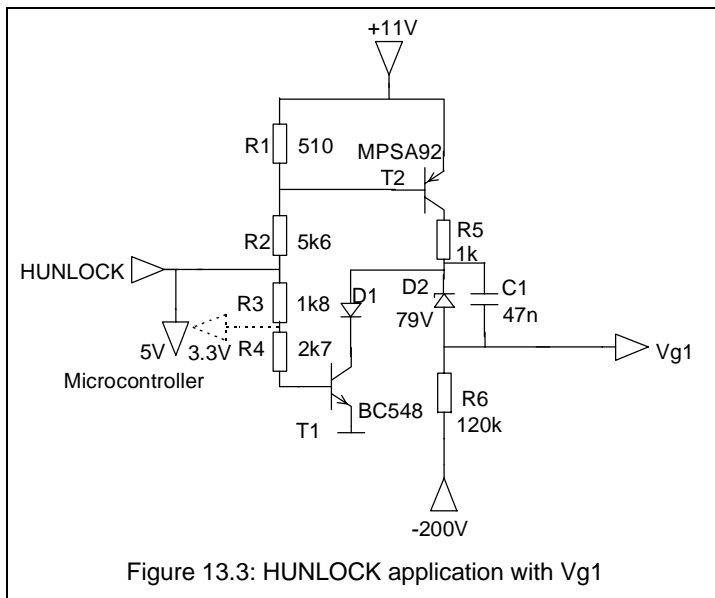 +11V
R1 510
MPSA92
T2
R5
1k
R2 5k6
HUNLOCK
D1
D2
C1
R3 1k8
79V
47n
5V 3.3V
R4 2k7
Vg1
Microcontroller
R6
BC548
120k
T1
-200V
Figure 13.3: HUNLOCK application with Vg1